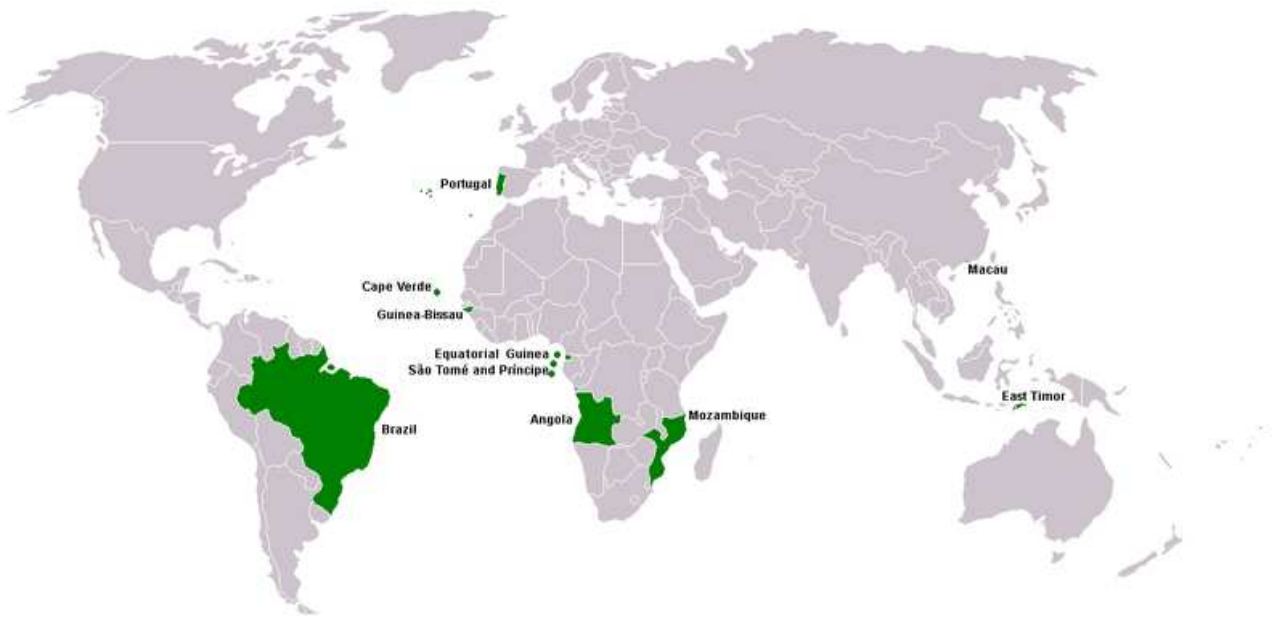 Portugal
Macau
Cape Verde
Guinea-Bissau
Equatorial Guinea
São Tomé and Príncipe
East Timor
Angola
Mozambique
Brazil